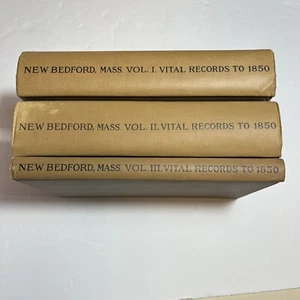 NEW BEDFORD, MASS VOL. I. VITAL RECORDS TO 1850
NEW BEDFORD, MASS VOL. II. VITAL RECORDS TO 1850
NEW BEDFORD, MASS VOL. III. VITAL RECORDS TO 1850